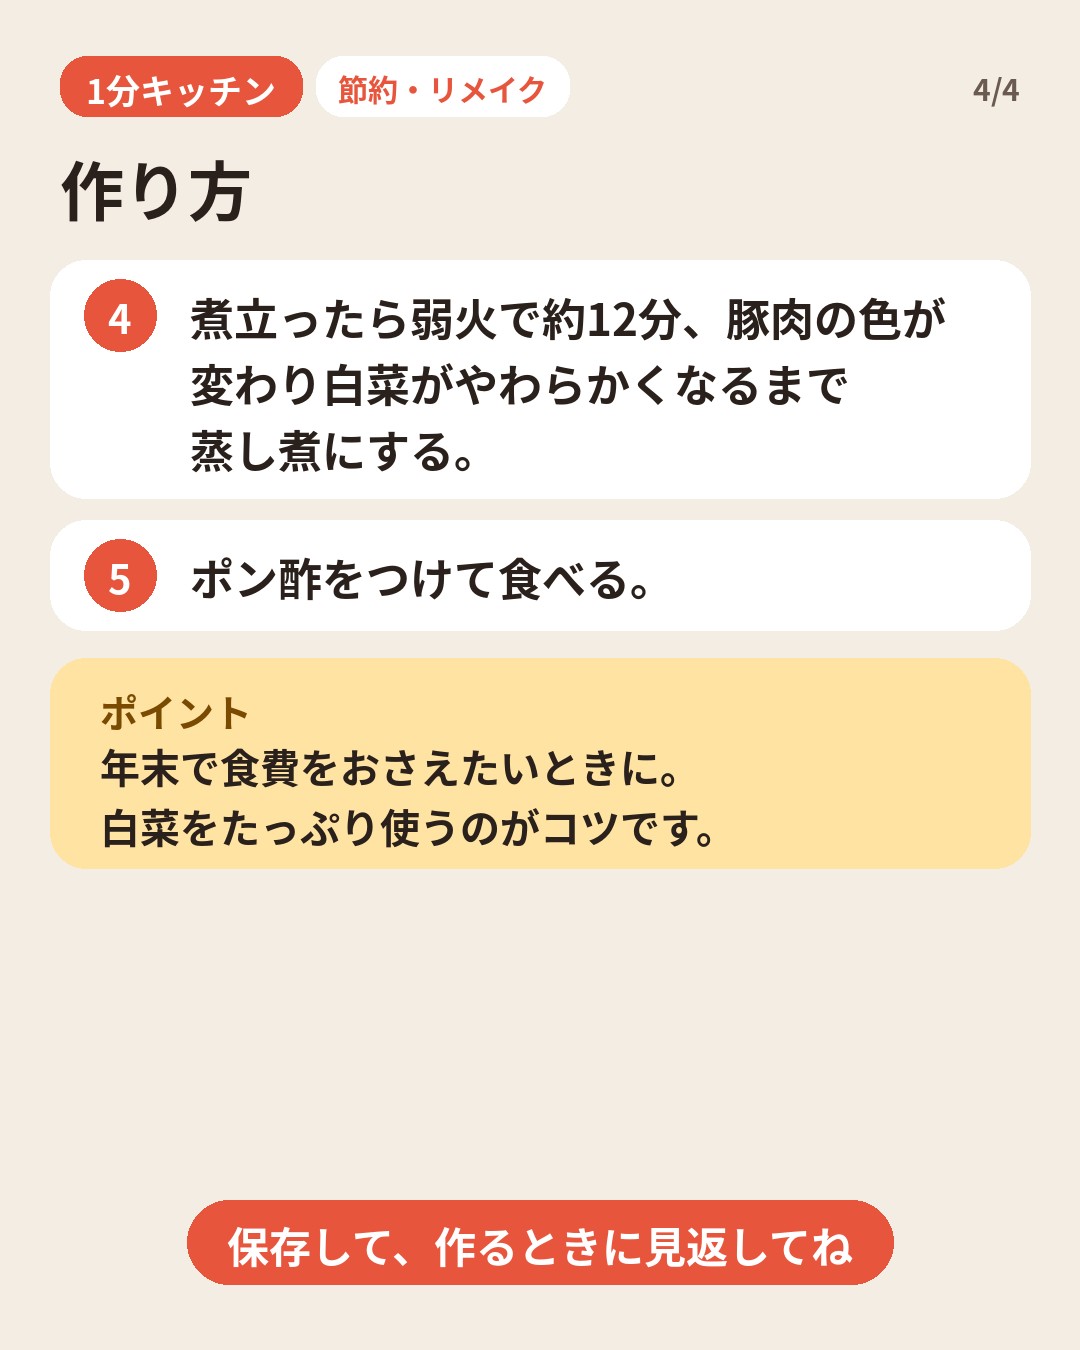 1分キッチン
節約・リメイク
4/4
作り方
4
煮立ったら弱火で約12分、豚肉の色が
変わり白菜がやわらかくなるまで
蒸し煮にする。
5
ポン酢をつけて食べる。
ポイント
年末で食費をおさえたいときに。
白菜をたっぷり使うのがコツです。
保存して、作るときに見返してね